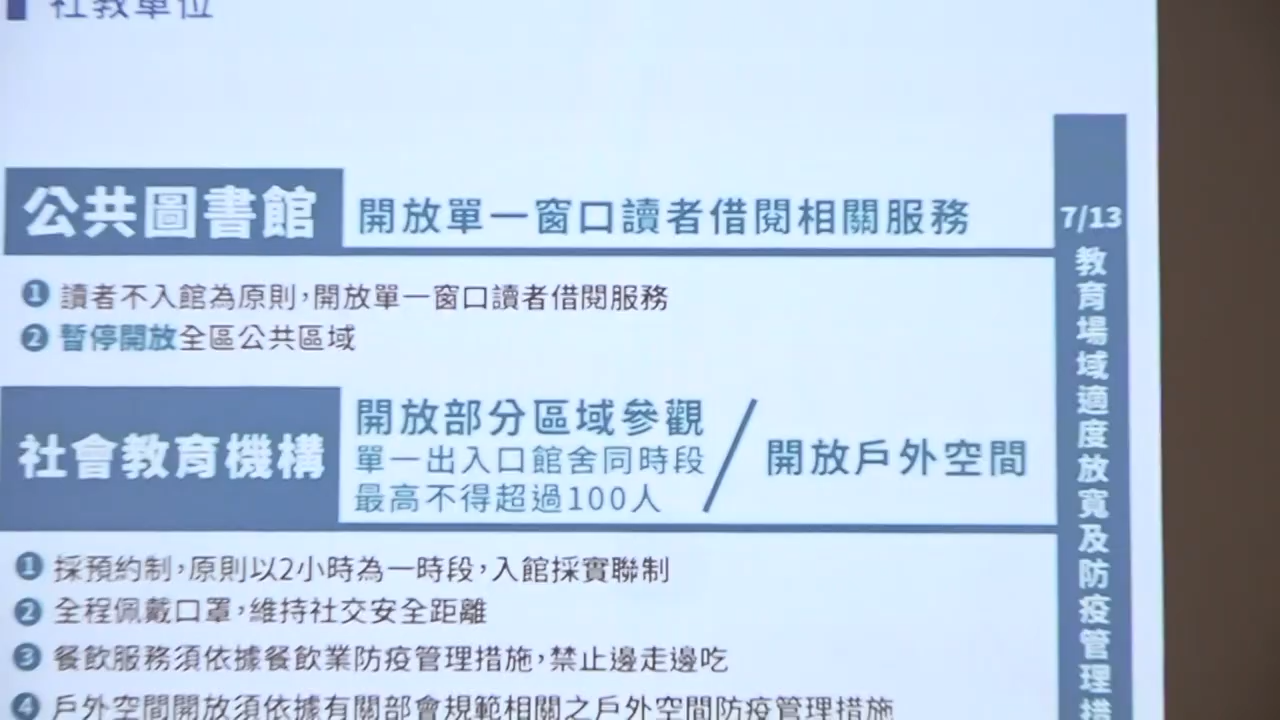 社教單位
公共圖書館
開放單一窗口讀者借閱相關服務
1 讀者不入館為原則,開放單一窗口讀者借閱服務
2 暫停開放全區公共區域
社會教育機構
開放部分區域參觀
單一出入口館舍同時段
最高不得超過100人
開放戶外空間
1 採預約制,原則以2小時為一時段,入館採實聯制
2 全程佩戴口罩,維持社交安全距離
3 餐飲服務須依據餐飲業防疫管理措施,禁止邊走邊吃
4 戶外空間開放須依據有關部會規範相關之戶外空間防疫管理措施
7/13
教育場域適度放寬及防疫管理措